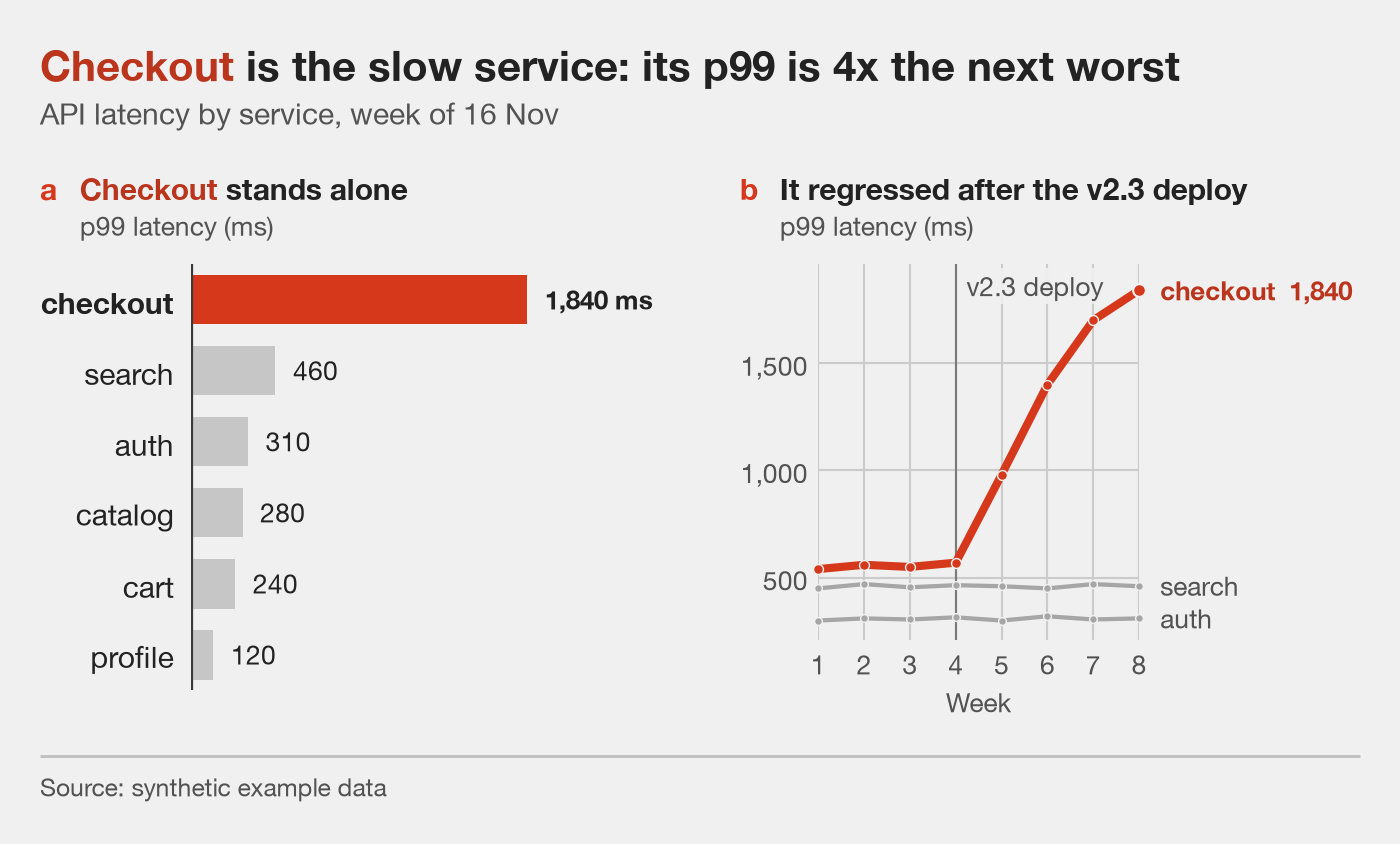 Checkout is the slow service: its p99 is 4x the next worst
API latency by service, week of 16 Nov
a Checkout stands alone
p99 latency (ms)
checkout 1,840 ms
search 460
auth 310
catalog 280
cart 240
profile 120
b It regressed after the v2.3 deploy
p99 latency (ms)
v2.3 deploy
checkout 1,840
1,500
1,000
500
search
auth
1 2 3 4 5 6 7 8
Week
Source: synthetic example data